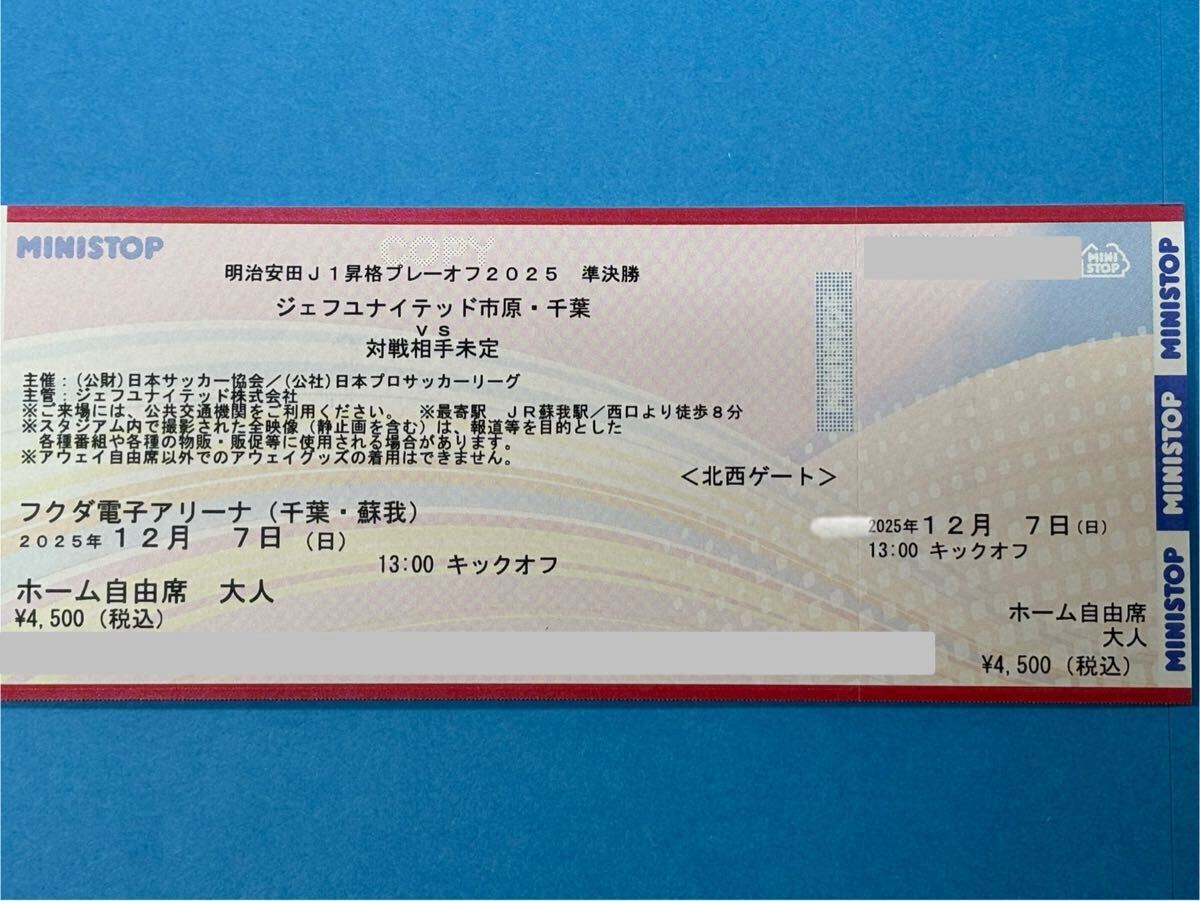 MINISTOP
COPY
明治安田J1昇格プレーオフ2025 準決勝
ジェフユナイテッド市原・千葉
vs
対戦相手未定
主催:(公財)日本サッカー協会/(公社)日本プロサッカーリーグ
主管:ジェフユナイテッド株式会社
※ご来場には、公共交通機関をご利用ください。 ※最寄駅 JR蘇我駅/西口より徒歩8分
※スタジアム内で撮影された全映像(静止画を含む)は、報道等を目的とした
各種番組や各種の物販・販促等に使用される場合があります。
※アウェイ自由席以外でのアウェイグッズの着用はできません。
<北西ゲート>
フクダ電子アリーナ(千葉・蘇我)
2025年12月 7日(日)
13:00 キックオフ
ホーム自由席 大人
¥4,500(税込)
MINI
STOP
2025年12月 7日(日)
13:00 キックオフ
ホーム自由席
大人
¥4,500(税込)
MINISTOP
MINISTOP
MINISTOP